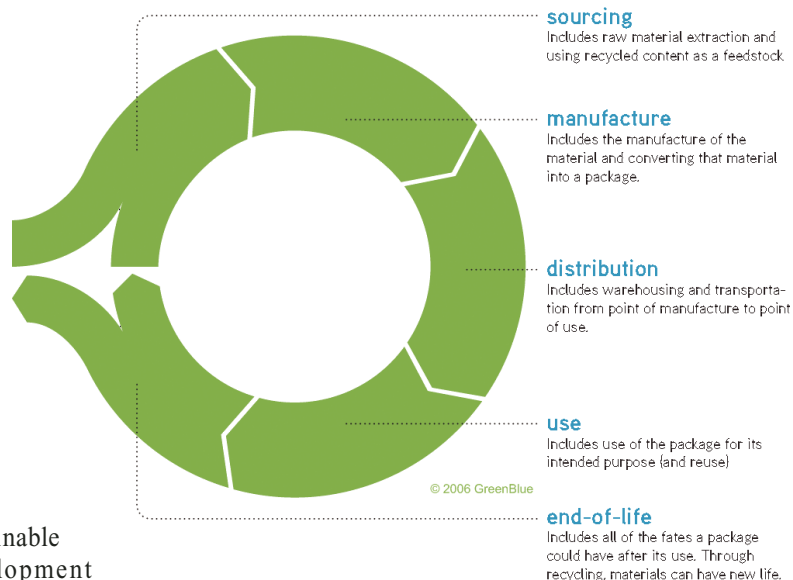 sourcing
Includes raw material extraction and
using recycled content as a feedstock
manufacture
Includes the manufacture of the
material and converting that material
into a package.
distribution
Includes warehousing and transporta-
tion from point of manufacture to point
of use.
use
Includes use of the package for its
intended purpose (and reuse)
© 2006 GreenBlue
end-of-life
Includes all of the fates a package
could have after its use. Through
recycling, materials can have new life.